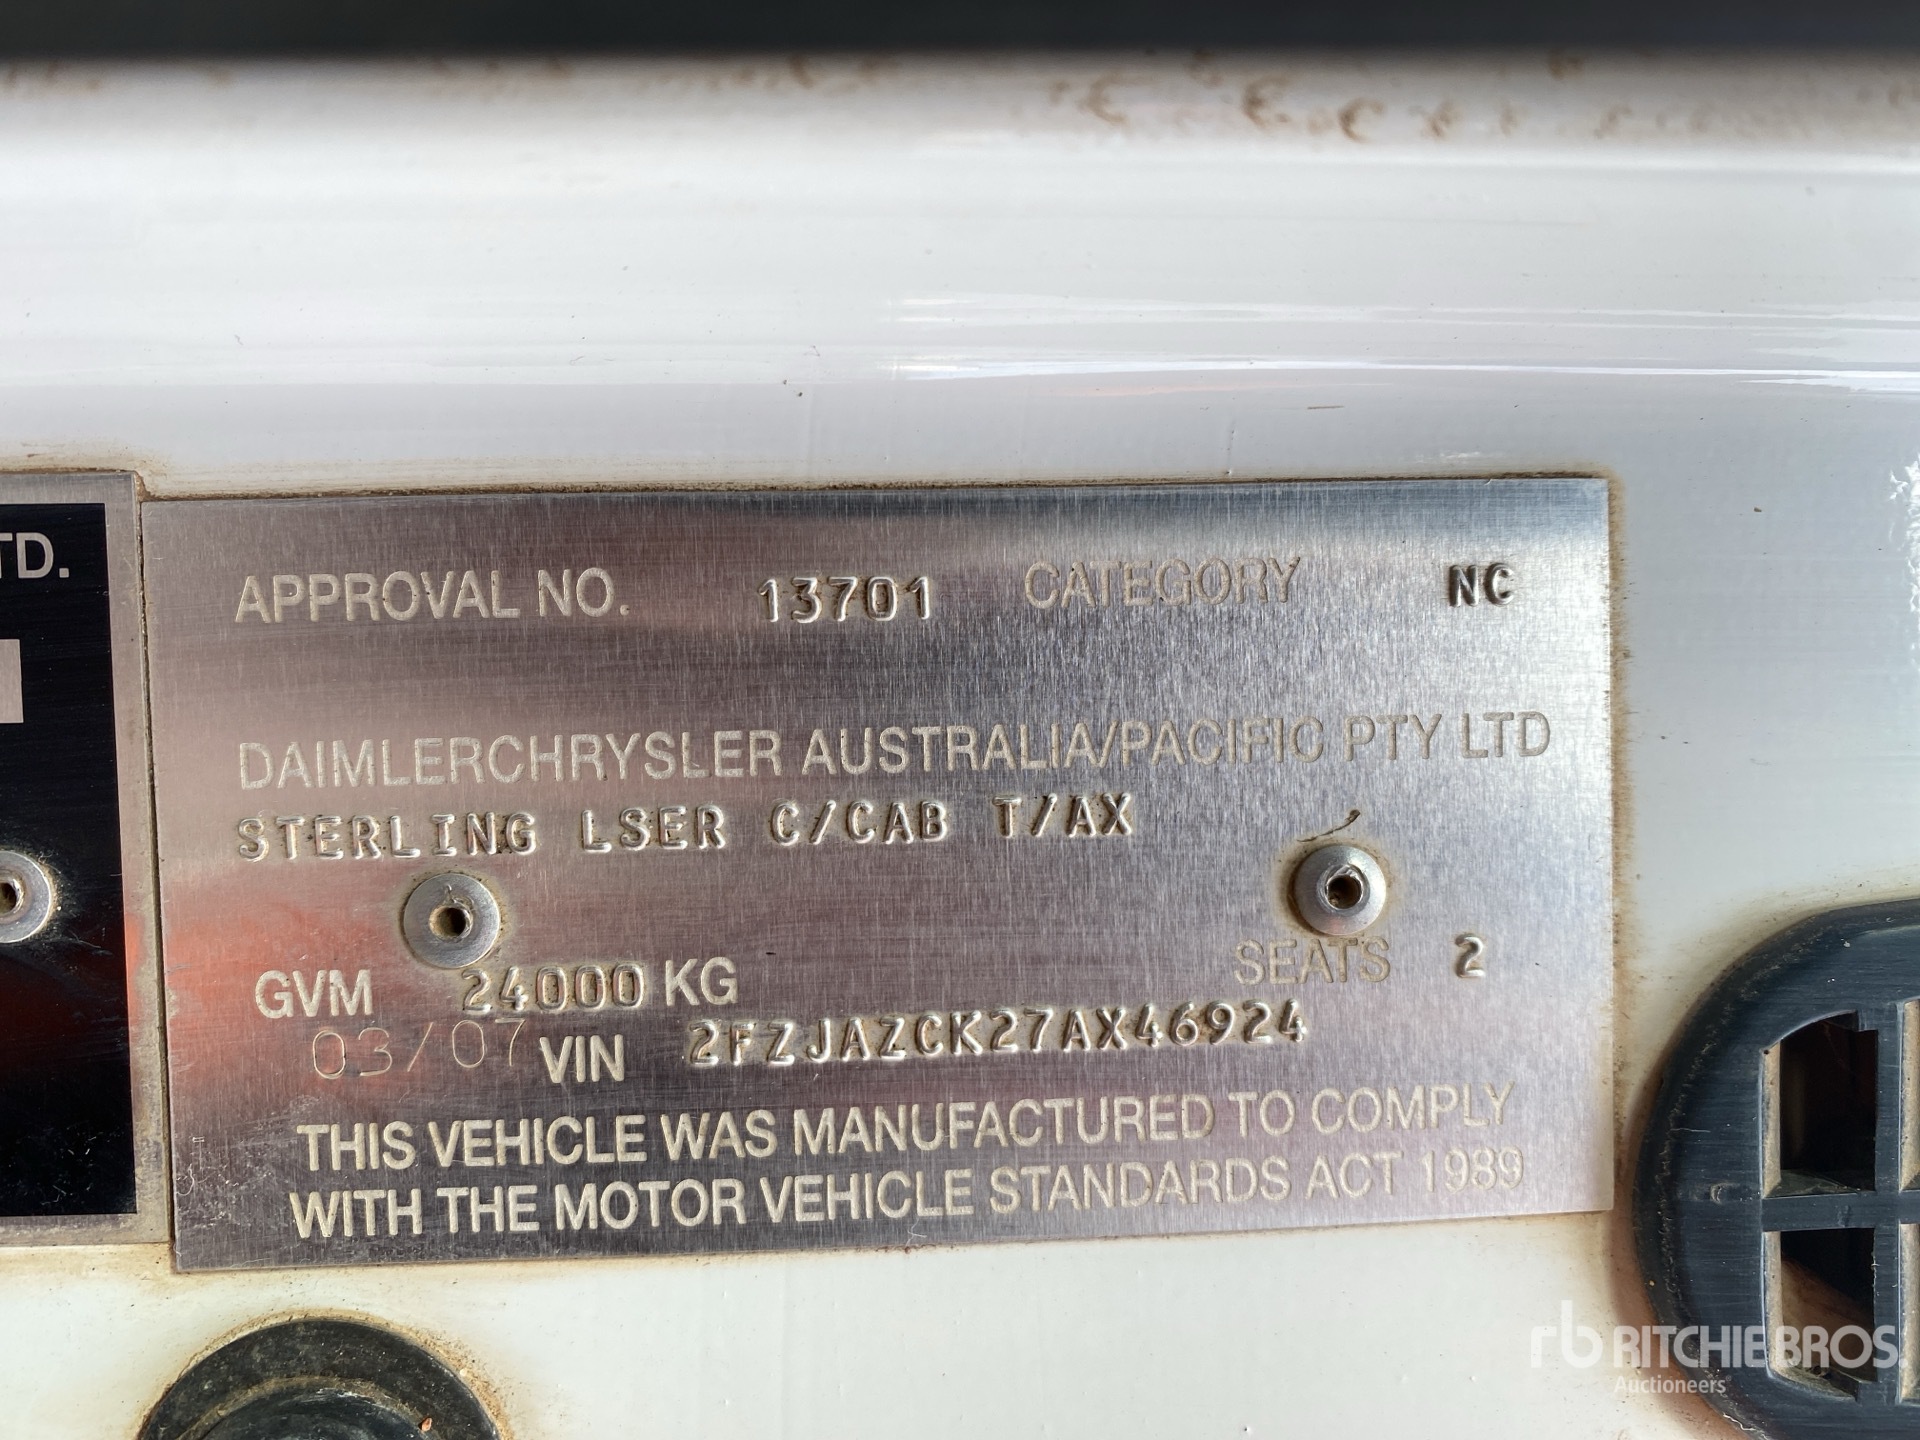 TD.
APPROVAL NO. 13701 CATEGORY NC
DAIMLERCHRYSLER AUSTRALIA/PACIFIC PTY LTD
STERLING LSER C/CAB T/AX
SEATS 2
GVM 24000 KG
03/07 VIN 2FZJAZCK27AX46924
THIS VEHICLE WAS MANUFACTURED TO COMPLY
WITH THE MOTOR VEHICLE STANDARDS ACT 1989
rb RITCHIE BROS.
Auctioneers